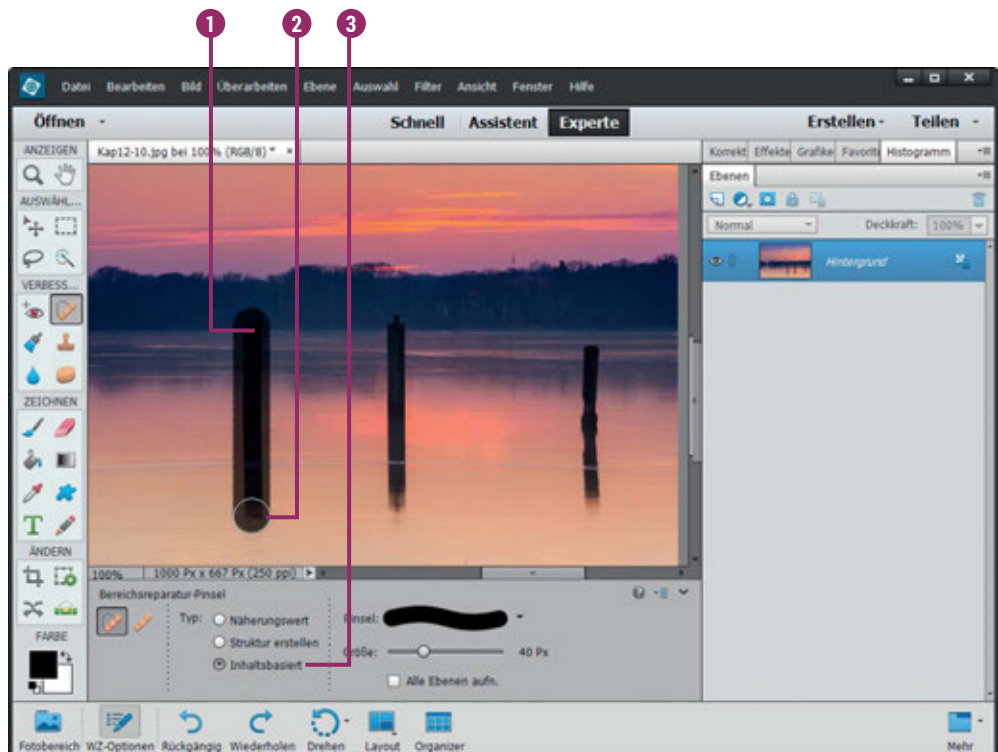 1 2 3
Datei Bearbeiten Bild Überarbeiten Ebene Auswahl Filter Ansicht Fenster Hilfe
Öffnen Schnell Assistent Experte Erstellen Teilen
ANZEIGEN
Kap12-10.jpg bei 100% (RGB/8) * ×
Korrekt Effekte Grafike Favorite Histogramm
AUSWÄHL...
Ebenen
Normal Deckkraft: 100%
Hintergrund
VERBESS...
ZEICHNEN
T
ÄNDERN
100% 1000 Px x 667 Px (250 ppi)
Bereichsreparatur-Pinsel
Typ: Näherungswert
Struktur erstellen
Inhaltsbasiert
Pinsel:
Größe: 40 Px
Alle Ebenen aufn.
FARBE
Fotobereich WZ-Optionen Rückgängig Wiederholen Drehen Layout Organizer Mehr